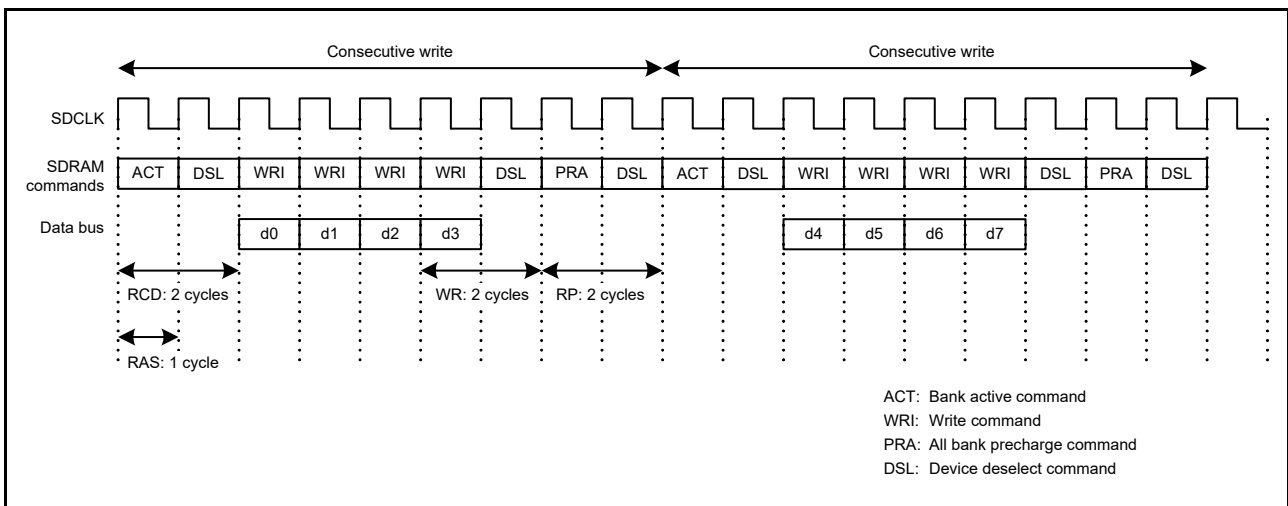 Consecutive write Consecutive write
SDCLK
SDRAM commands ACT DSL WRI WRI WRI WRI DSL PRA DSL ACT DSL WRI WRI WRI WRI DSL PRA DSL
Data bus d0 d1 d2 d3 d4 d5 d6 d7
RCD: 2 cycles WR: 2 cycles RP: 2 cycles
RAS: 1 cycle
ACT: Bank active command
WRI: Write command
PRA: All bank precharge command
DSL: Device deselect command